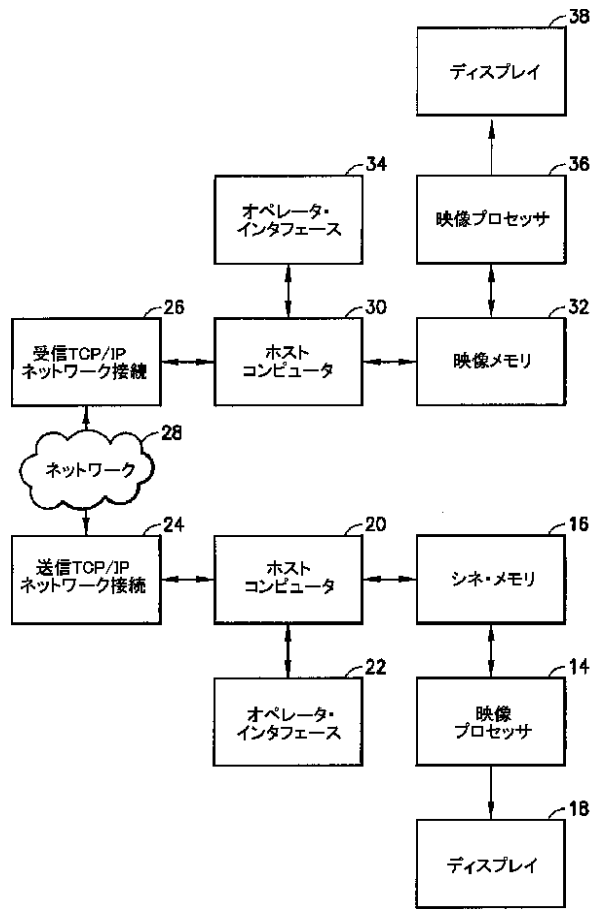 38
ディスプレイ
34
オペレータ・
インタフェース
36
映像プロセッサ
26
受信TCP/IP
ネットワーク接続
30
ホスト
コンピュータ
32
映像メモリ
28
ネットワーク
24
送信TCP/IP
ネットワーク接続
20
ホスト
コンピュータ
16
シネ・メモリ
22
オペレータ・
インタフェース
14
映像
プロセッサ
18
ディスプレイ